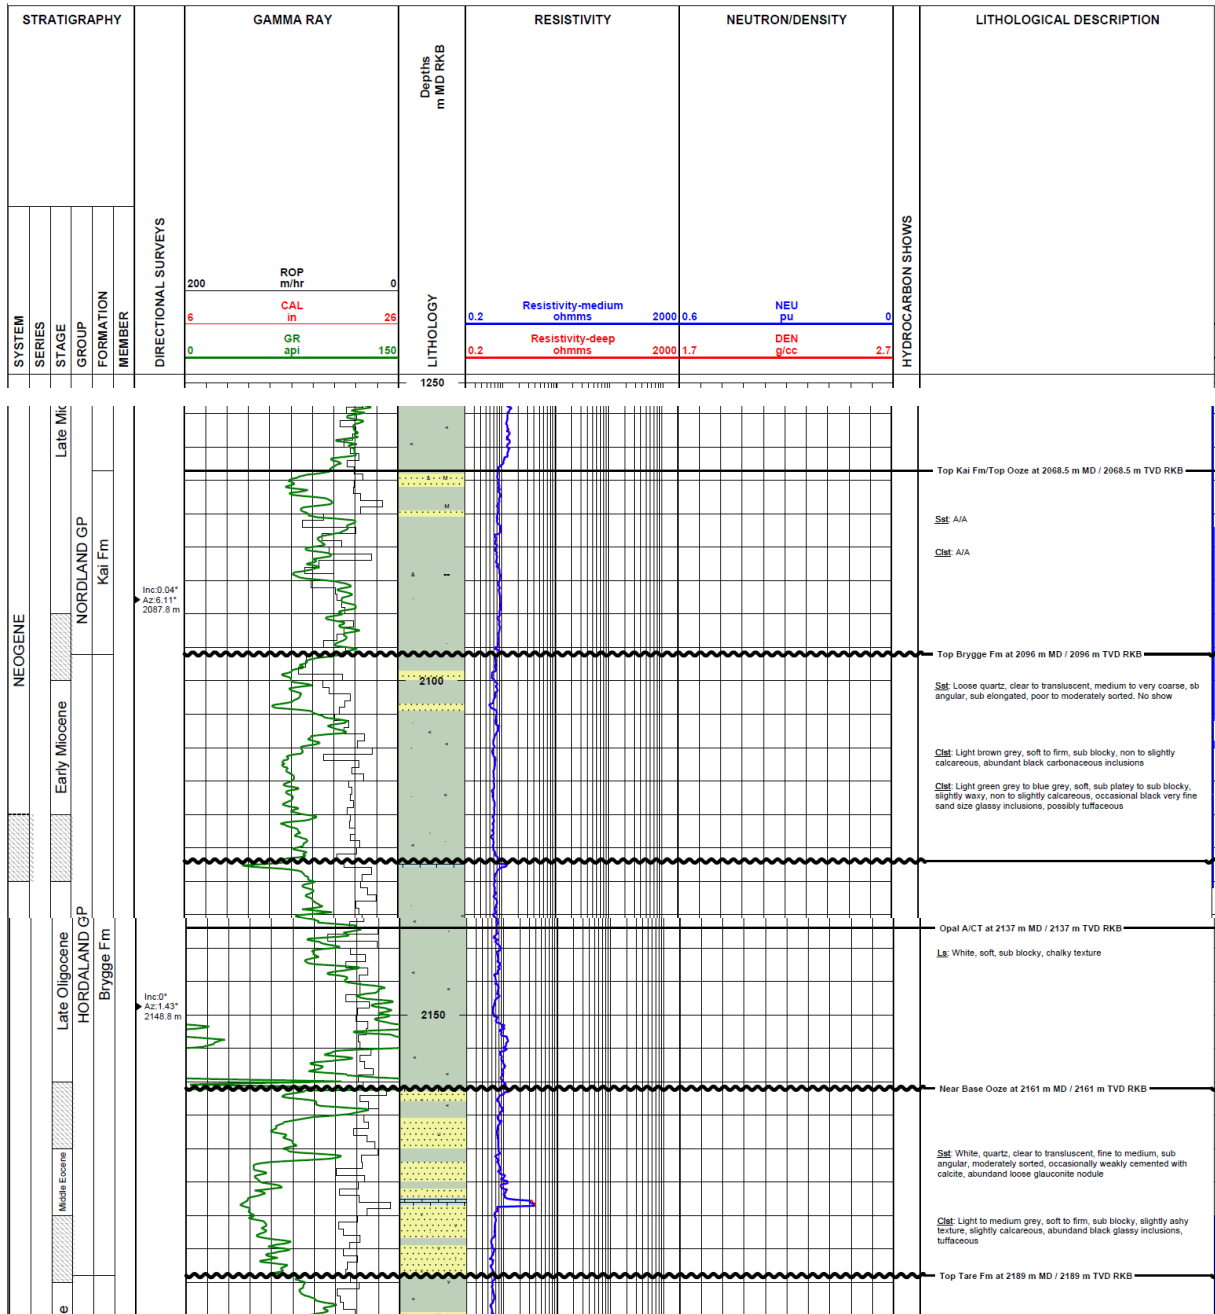 STRATIGRAPHY
GAMMA RAY
Depths
m MD RKB
RESISTIVITY
NEUTRON/DENSITY
LITHOLOGICAL DESCRIPTION
SYSTEM
SERIES
STAGE
GROUP
FORMATION
MEMBER
DIRECTIONAL SURVEYS
ROP
200 m/hr 0
CAL
6 in 26
GR
0 api 150
LITHOLOGY
Resistivity-medium
0.2 ohmms 2000
Resistivity-deep
0.2 ohmms 2000
NEU
0.6 pu 0
DEN
1.7 g/cc 2.7
HYDROCARBON SHOWS
1250
NEOGENE
Late Mio
NORDLAND GP
Kai Fm
Top Kai Fm/Top Ooze at 2068.5 m MD / 2068.5 m TVD RKB
Sst: A/A
Clst: A/A
Inc:0.04°
Az:6.11°
2087.8 m
Top Brygge Fm at 2096 m MD / 2096 m TVD RKB
2100
Early Miocene
Sst: Loose quartz, clear to transluscent, medium to very coarse, sb
angular, sub elongated, poor to moderately sorted. No show
Clst: Light brown grey, soft to firm, sub blocky, non to slightly
calcareous, abundant black carbonaceous inclusions
Clst: Light green grey to blue grey, soft, sub platey to sub blocky,
slightly waxy, non to slightly calcareous, occasional black very fine
sand size glassy inclusions, possibly tuffaceous
Late Oligocene
HORDALAND GP
Brygge Fm
Opal A/CT at 2137 m MD / 2137 m TVD RKB
Ls: White, soft, sub blocky, chalky texture
Inc:0°
Az:1.43°
2148.8 m
2150
Near Base Ooze at 2161 m MD / 2161 m TVD RKB
Middle Eocene
Sst: White, quartz, clear to transluscent, fine to medium, sub
angular, moderately sorted, occasionally weakly cemented with
calcite, abundand loose glauconite nodule
Clst: Light to medium grey, soft to firm, sub blocky, slightly ashy
texture, slightly calcareous, abundand black glassy inclusions,
tuffaceous
Top Tare Fm at 2189 m MD / 2189 m TVD RKB
e